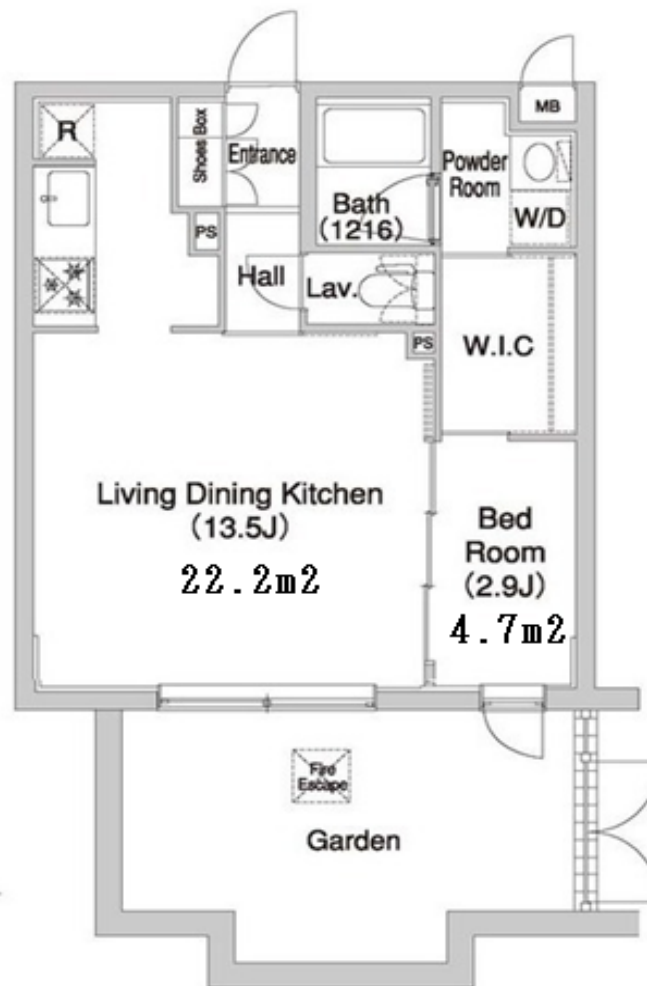 MB
R
Shoes Box
Entrance
Powder
Room
Bath
(1216)
W/D
PS
Hall
Lav.
PS
W.I.C
Living Dining Kitchen
(13.5J)
22.2m2
Bed
Room
(2.9J)
4.7m2
Fire
Escape
Garden